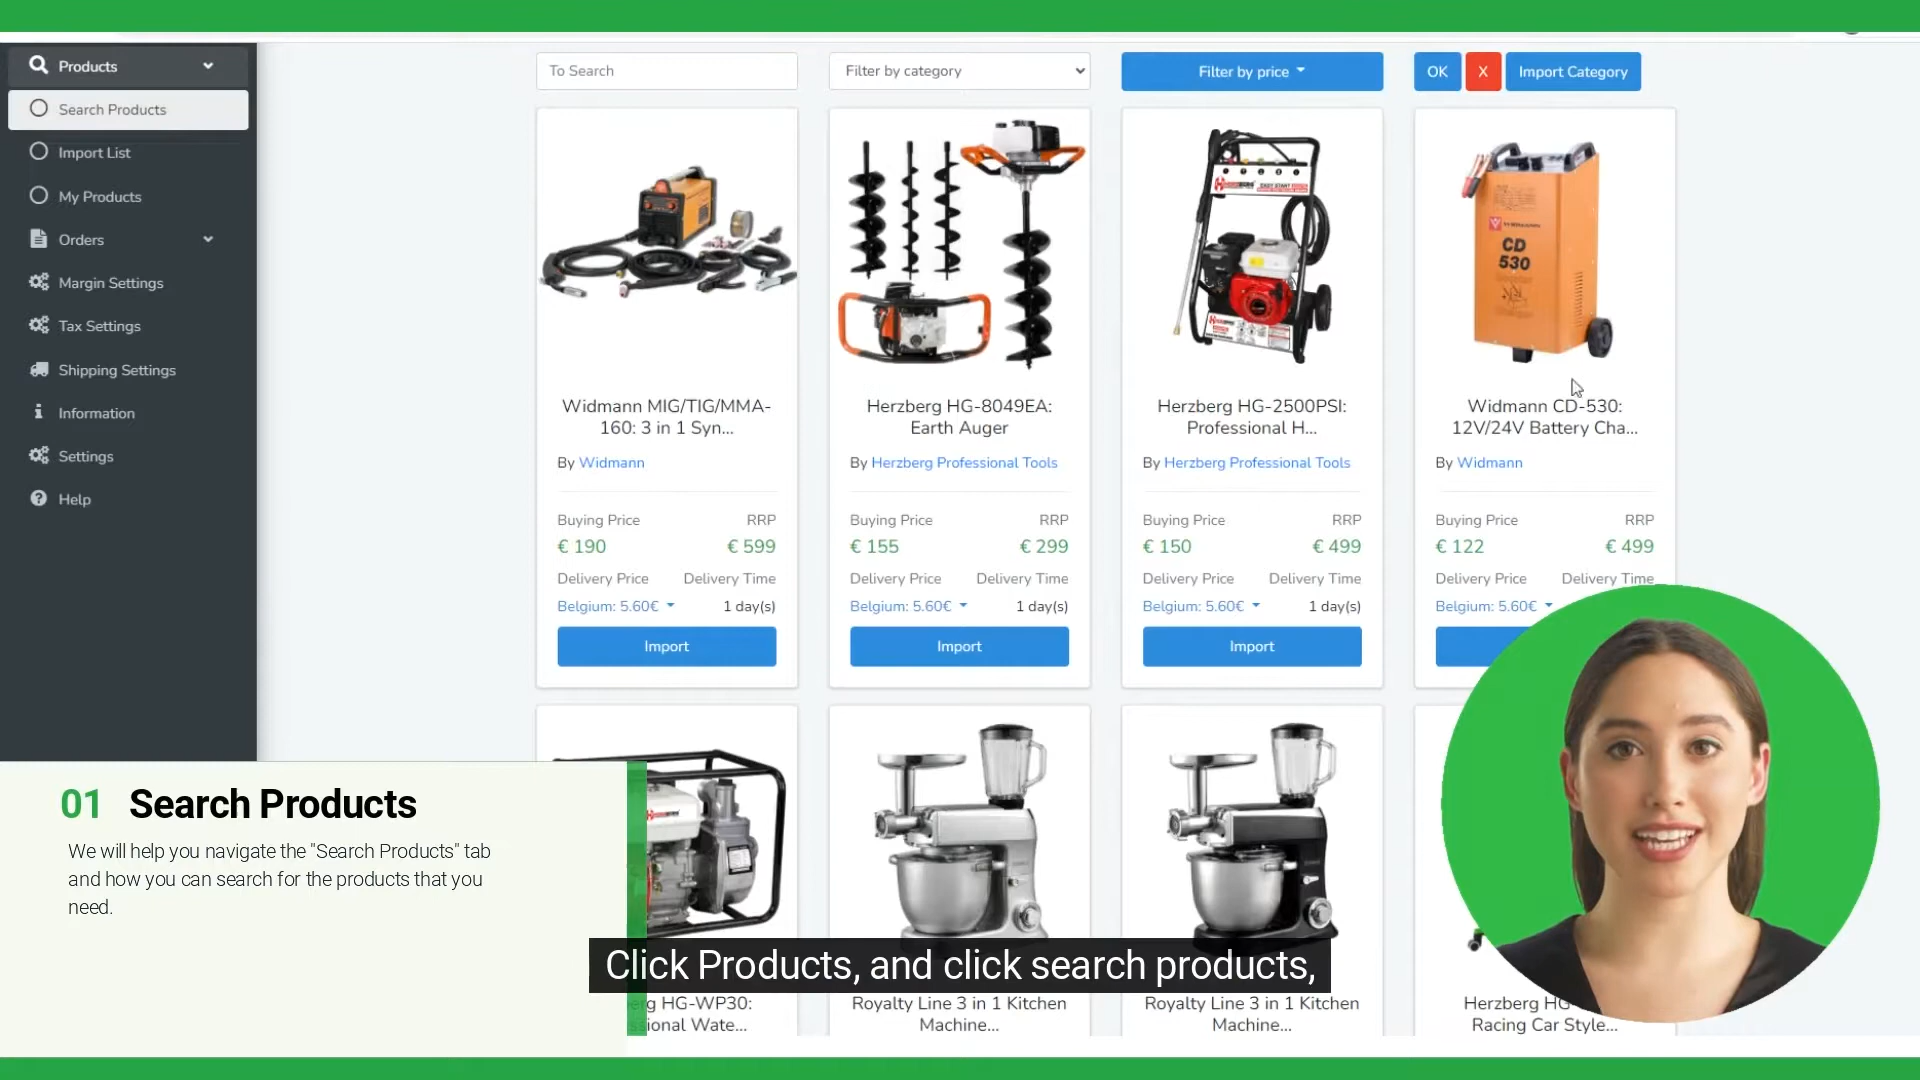 Products
Search Products
Import List
My Products
Orders
Margin Settings
Tax Settings
Shipping Settings
Information
Settings
Help
To Search
Filter by category
Filter by price
OK
X
Import Category
CD
530
Widmann MIG/TIG/MMA-
160: 3 in 1 Syn...
By Widmann
Buying Price RRP
€ 190 € 599
Delivery Price Delivery Time
Belgium: 5.60€ 1 day(s)
Import
Herzberg HG-8049EA:
Earth Auger
By Herzberg Professional Tools
Buying Price RRP
€ 155 € 299
Delivery Price Delivery Time
Belgium: 5.60€ 1 day(s)
Import
Herzberg HG-2500PSI:
Professional H...
By Herzberg Professional Tools
Buying Price RRP
€ 150 € 499
Delivery Price Delivery Time
Belgium: 5.60€ 1 day(s)
Import
Widmann CD-530:
12V/24V Battery Cha...
By Widmann
Buying Price RRP
€ 122 € 499
Delivery Price Delivery Time
Belgium: 5.60€
01 Search Products
We will help you navigate the "Search Products" tab
and how you can search for the products that you
need.
Click Products, and click search products,
HG-WP30:
Wate...
Royalty Line 3 in 1 Kitchen
Machine...
Royalty Line 3 in 1 Kitchen
Machine...
Herzberg HG-
Racing Car Style...